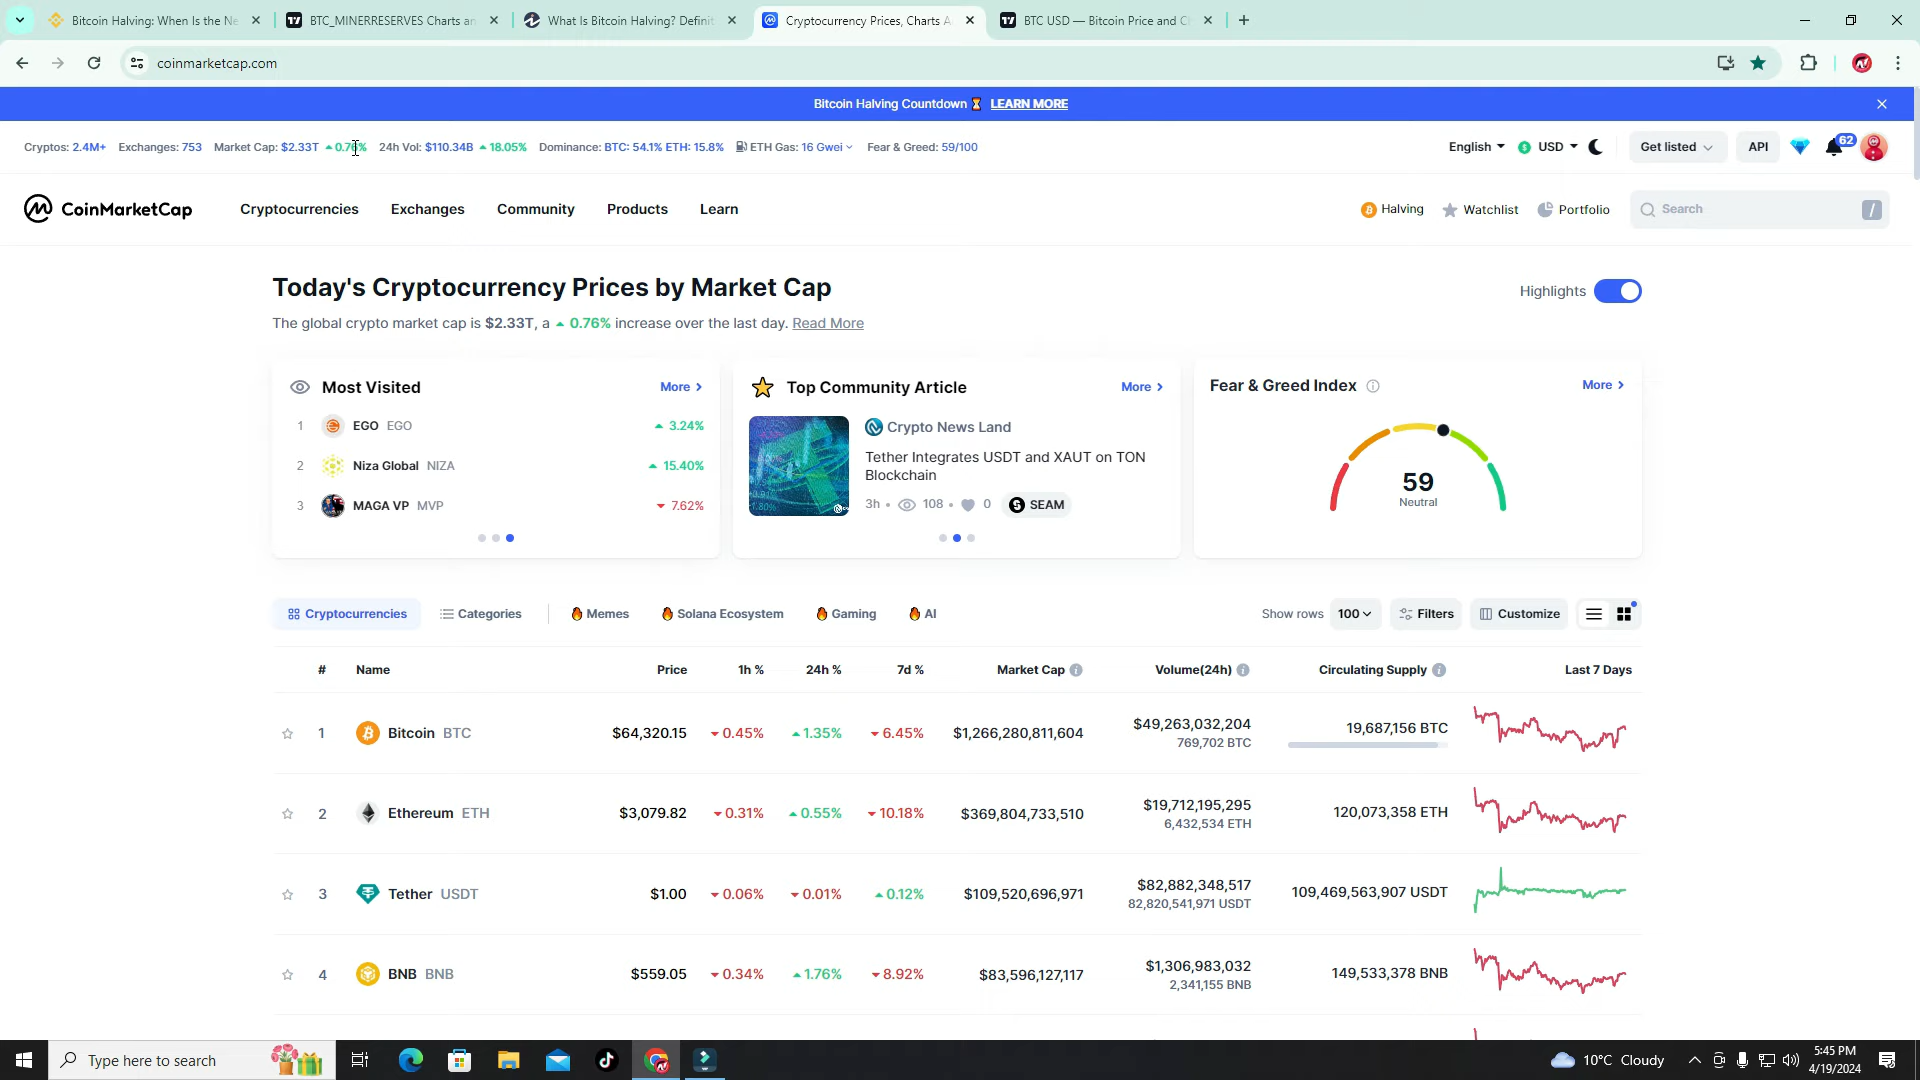 Bitcoin Halving: When Is the Ne
BTC_MINERRESERVES Charts an
What Is Bitcoin Halving? Definit
Cryptocurrency Prices, Charts A
BTC USD — Bitcoin Price and C
coinmarketcap.com
Bitcoin Halving Countdown LEARN MORE
Cryptos: 2.4M+ Exchanges: 753 Market Cap: $2.33T 0.76% 24h Vol: $110.34B 18.05% Dominance: BTC: 54.1% ETH: 15.8% ETH Gas: 16 Gwei Fear & Greed: 59/100
English USD Get listed API 62
CoinMarketCap Cryptocurrencies Exchanges Community Products Learn
Halving Watchlist Portfolio Search /
Today's Cryptocurrency Prices by Market Cap
Highlights
The global crypto market cap is $2.33T, a 0.76% increase over the last day. Read More
Most Visited More
1 EGO EGO 3.24%
2 Niza Global NIZA 15.40%
3 MAGA VP MVP 7.62%
Top Community Article More
Crypto News Land
Tether Integrates USDT and XAUT on TON
Blockchain
3h • 108 • 0 SEAM
Fear & Greed Index More
59
Neutral
Cryptocurrencies Categories Memes Solana Ecosystem Gaming AI
Show rows 100 Filters Customize
# Name Price 1h % 24h % 7d % Market Cap Volume(24h) Circulating Supply Last 7 Days
1 Bitcoin BTC $64,320.15 0.45% 1.35% 6.45% $1,266,280,811,604 $49,263,032,204 19,687,156 BTC
769,702 BTC
2 Ethereum ETH $3,079.82 0.31% 0.55% 10.18% $369,804,733,510 $19,712,195,295 120,073,358 ETH
6,432,534 ETH
3 Tether USDT $1.00 0.06% 0.01% 0.12% $109,520,696,971 $82,882,348,517 109,469,563,907 USDT
82,820,541,971 USDT
4 BNB BNB $559.05 0.34% 1.76% 8.92% $83,596,127,117 $1,306,983,032 149,533,378 BNB
2,341,155 BNB
Type here to search
10°C Cloudy
5:45 PM
4/19/2024